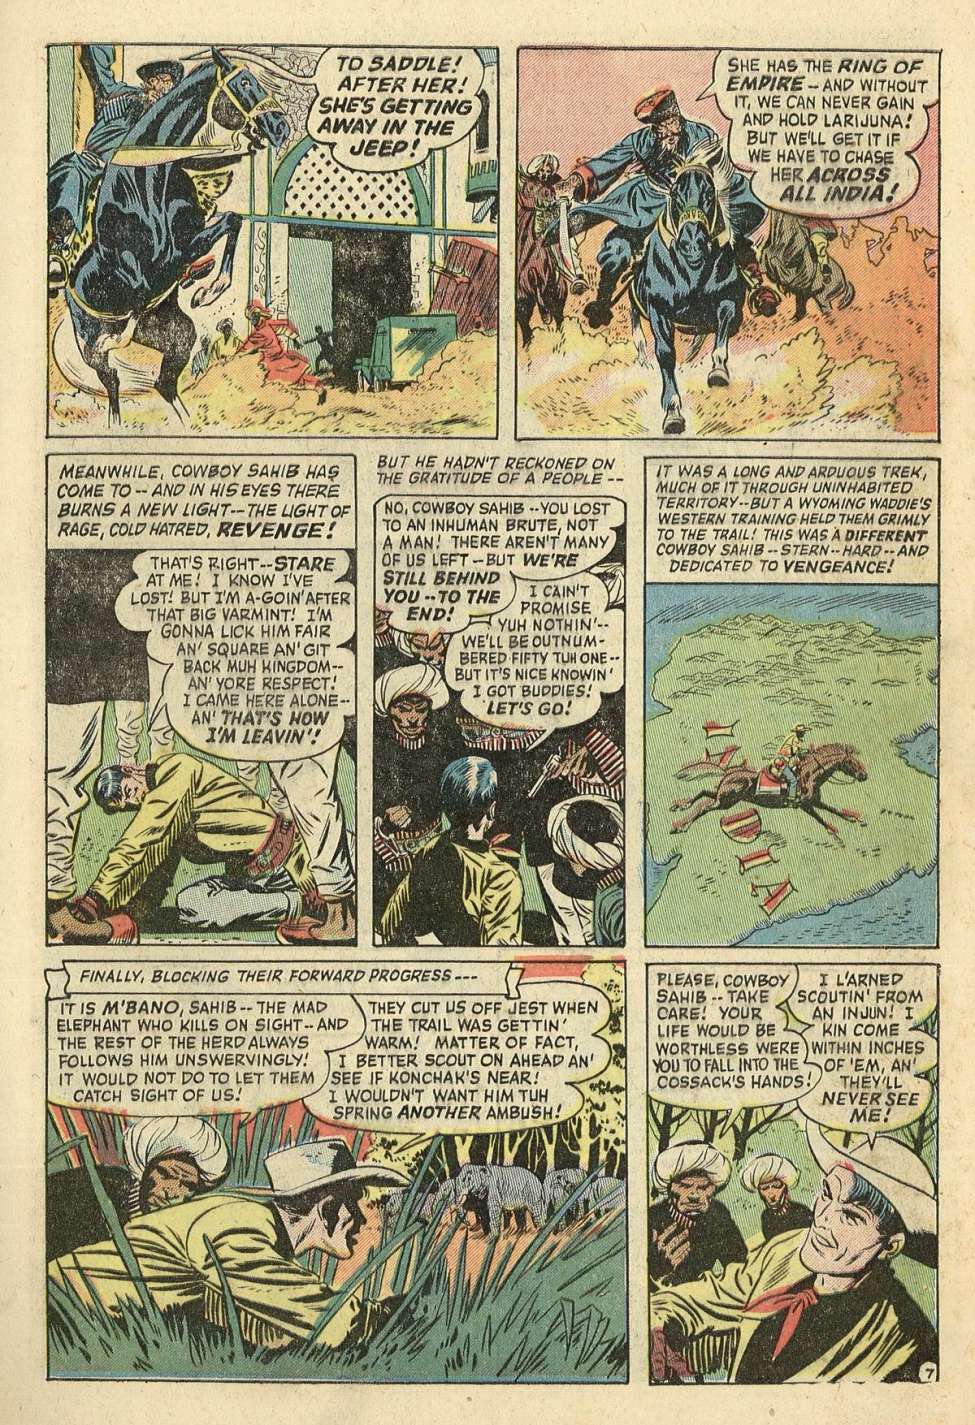 TO SADDLE!
AFTER HER!
SHE'S GETTING
AWAY IN THE
JEEP!
SHE HAS THE RING OF
EMPIRE -- AND WITHOUT
IT, WE CAN NEVER GAIN
AND HOLD LARIJUNA!
BUT WE'LL GET IT IF
WE HAVE TO CHASE
HER ACROSS
ALL INDIA!
MEANWHILE, COWBOY SAHIB HAS
COME TO -- AND IN HIS EYES THERE
BURNS A NEW LIGHT -- THE LIGHT OF
RAGE, COLD HATRED, REVENGE!
THAT'S RIGHT -- STARE
AT ME! I KNOW I'VE
LOST! BUT I'M A-GOIN' AFTER
THAT BIG VARMINT! I'M
GONNA LICK HIM FAIR
AN' SQUARE AN' GIT
BACK MUH KINGDOM--
AN' YORE RESPECT!
I CAME HERE ALONE--
AN' THAT'S HOW
I'M LEAVIN'!
BUT HE HADN'T RECKONED ON
THE GRATITUDE OF A PEOPLE --
NO, COWBOY SAHIB -- YOU LOST
TO AN INHUMAN BRUTE, NOT
A MAN! THERE AREN'T MANY
OF US LEFT -- BUT WE'RE
STILL BEHIND
YOU -- TO THE
END!
I CAIN'T
PROMISE
YUH NOTHIN'--
WE'LL BE OUTNUM-
BERED FIFTY TUH ONE--
BUT IT'S NICE KNOWIN'
I GOT BUDDIES!
LET'S GO!
IT WAS A LONG AND ARDUOUS TREK,
MUCH OF IT THROUGH UNINHABITED
TERRITORY -- BUT A WYOMING WADDIE'S
WESTERN TRAINING HELD THEM GRIMLY
TO THE TRAIL! THIS WAS A DIFFERENT
COWBOY SAHIB -- STERN -- HARD -- AND
DEDICATED TO VENGEANCE!
INDIA
FINALLY, BLOCKING THEIR FORWARD PROGRESS ---
IT IS M'BANO, SAHIB -- THE MAD
ELEPHANT WHO KILLS ON SIGHT -- AND
THE REST OF THE HERD ALWAYS
FOLLOWS HIM UNSWERVINGLY!
IT WOULD NOT DO TO LET THEM
CATCH SIGHT OF US!
THEY CUT US OFF JEST WHEN
THE TRAIL WAS GETTIN'
WARM! MATTER OF FACT,
I BETTER SCOUT ON AHEAD AN'
SEE IF KONCHAK'S NEAR!
I WOULDN'T WANT HIM TUH
SPRING ANOTHER AMBUSH!
PLEASE, COWBOY
SAHIB -- TAKE
CARE! YOUR
LIFE WOULD BE
WORTHLESS WERE
YOU TO FALL INTO THE
COSSACK'S HANDS!
I L'ARNED
SCOUTIN' FROM
AN INJUN! I
KIN COME
WITHIN INCHES
OF 'EM, AN'
THEY'LL
NEVER SEE
ME!
7